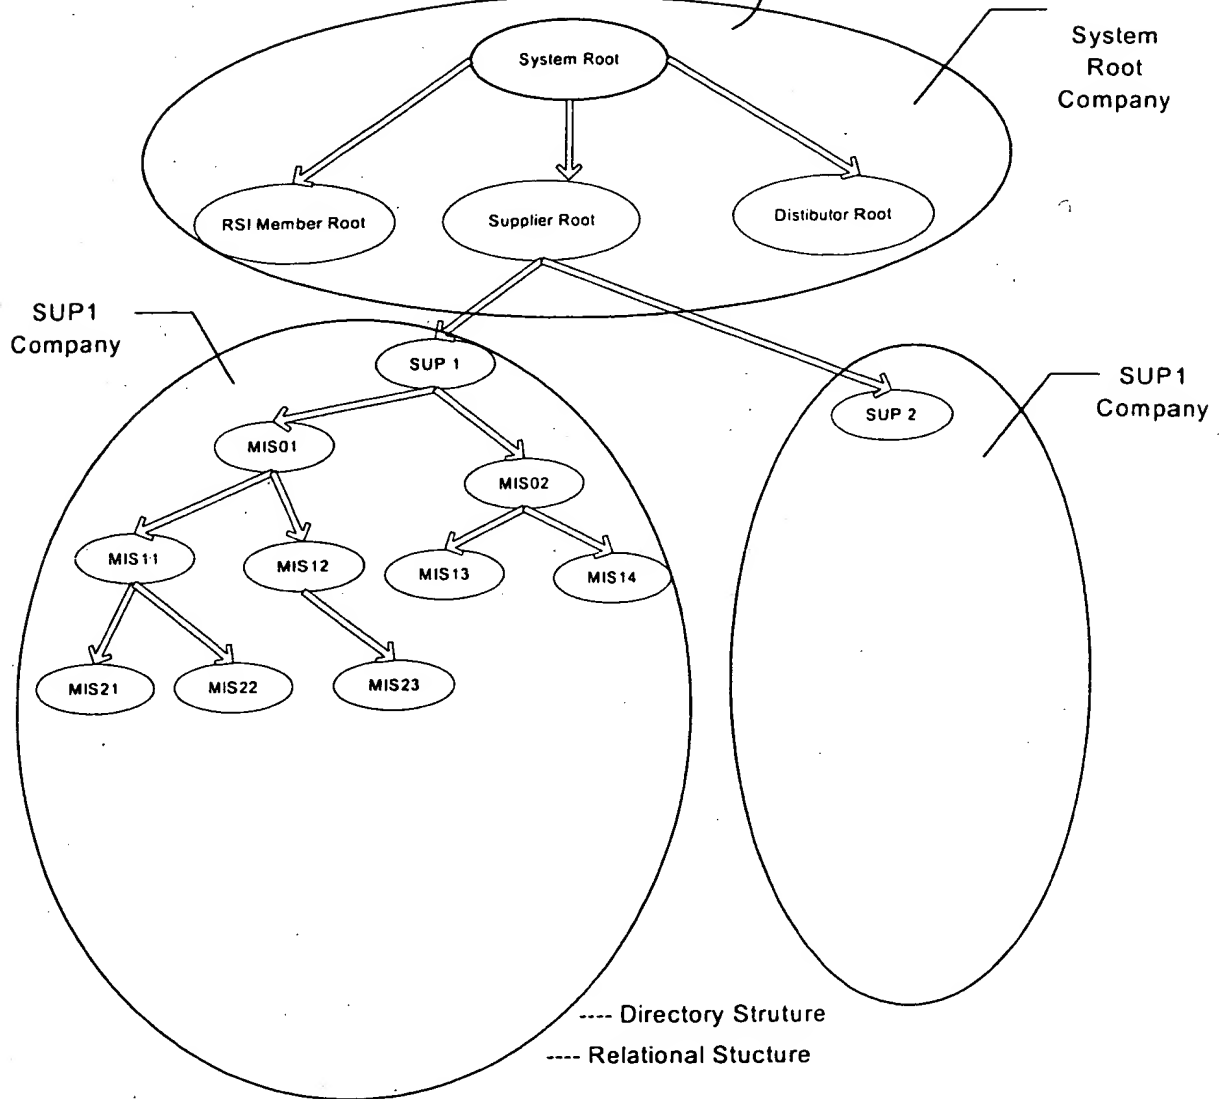 System Root
System
Root
Company
RSI Member Root
Supplier Root
Distibutor Root
SUP1
Company
SUP 1
SUP1
Company
SUP 2
MIS01
MIS02
MIS11
MIS12
MIS13
MIS14
MIS21
MIS22
MIS23
---- Directory Struture
---- Relational Stucture